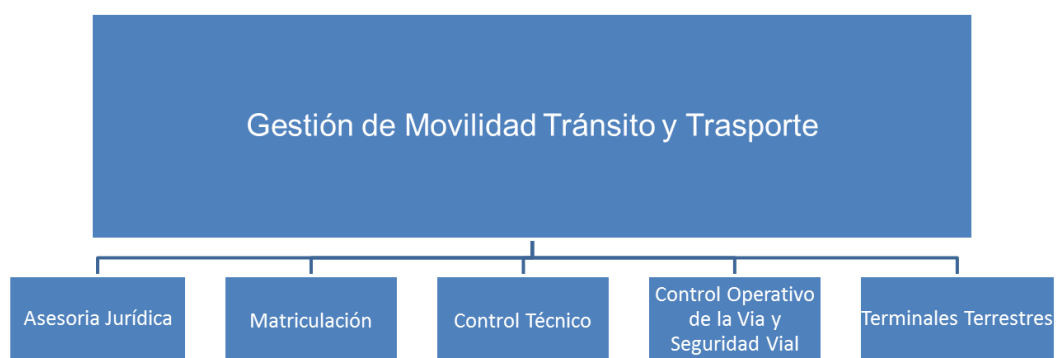 Gestión de Movilidad Tránsito y Trasporte
Asesoria Jurídica
Matriculación
Control Técnico
Control Operativo
de la Via y
Seguridad Vial
Terminales Terrestres